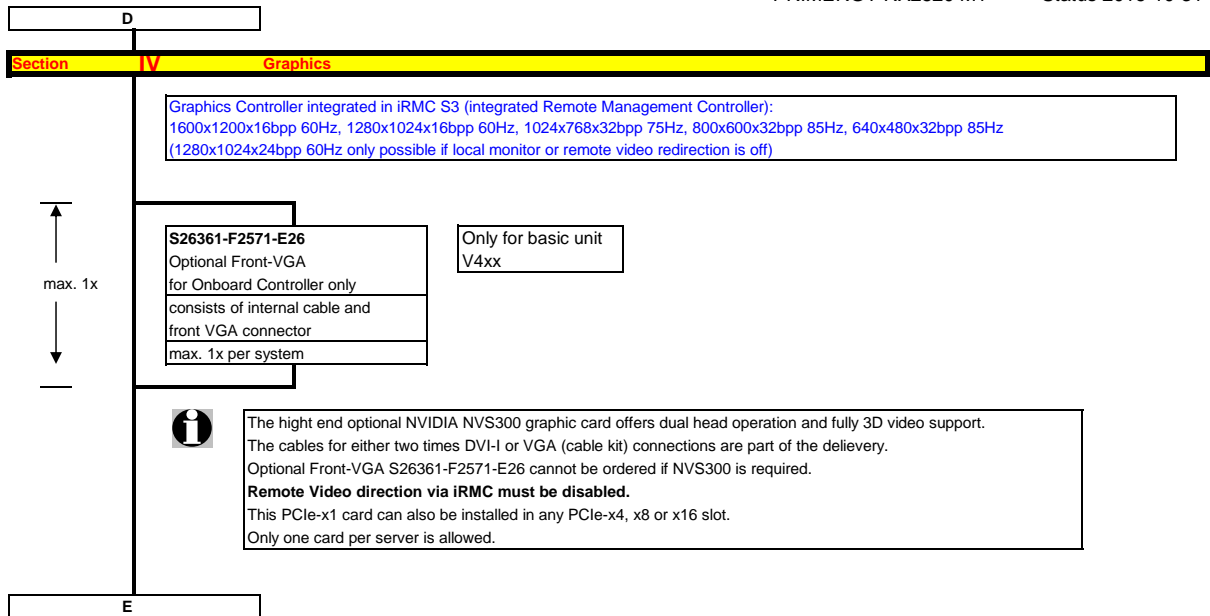 D
Section IV Graphics
Graphics Controller integrated in iRMC S3 (integrated Remote Management Controller):
1600x1200x16bpp 60Hz, 1280x1024x16bpp 60Hz, 1024x768x32bpp 75Hz, 800x600x32bpp 85Hz, 640x480x32bpp 85Hz
(1280x1024x24bpp 60Hz only possible if local monitor or remote video redirection is off)
S26361-F2571-E26
Optional Front-VGA
for Onboard Controller only
consists of internal cable and
front VGA connector
max. 1x per system
Only for basic unit
V4xx
max. 1x
The hight end optional NVIDIA NVS300 graphic card offers dual head operation and fully 3D video support.
The cables for either two times DVI-I or VGA (cable kit) connections are part of the delievery.
Optional Front-VGA S26361-F2571-E26 cannot be ordered if NVS300 is required.
Remote Video direction via iRMC must be disabled.
This PCIe-x1 card can also be installed in any PCIe-x4, x8 or x16 slot.
Only one card per server is allowed.
E